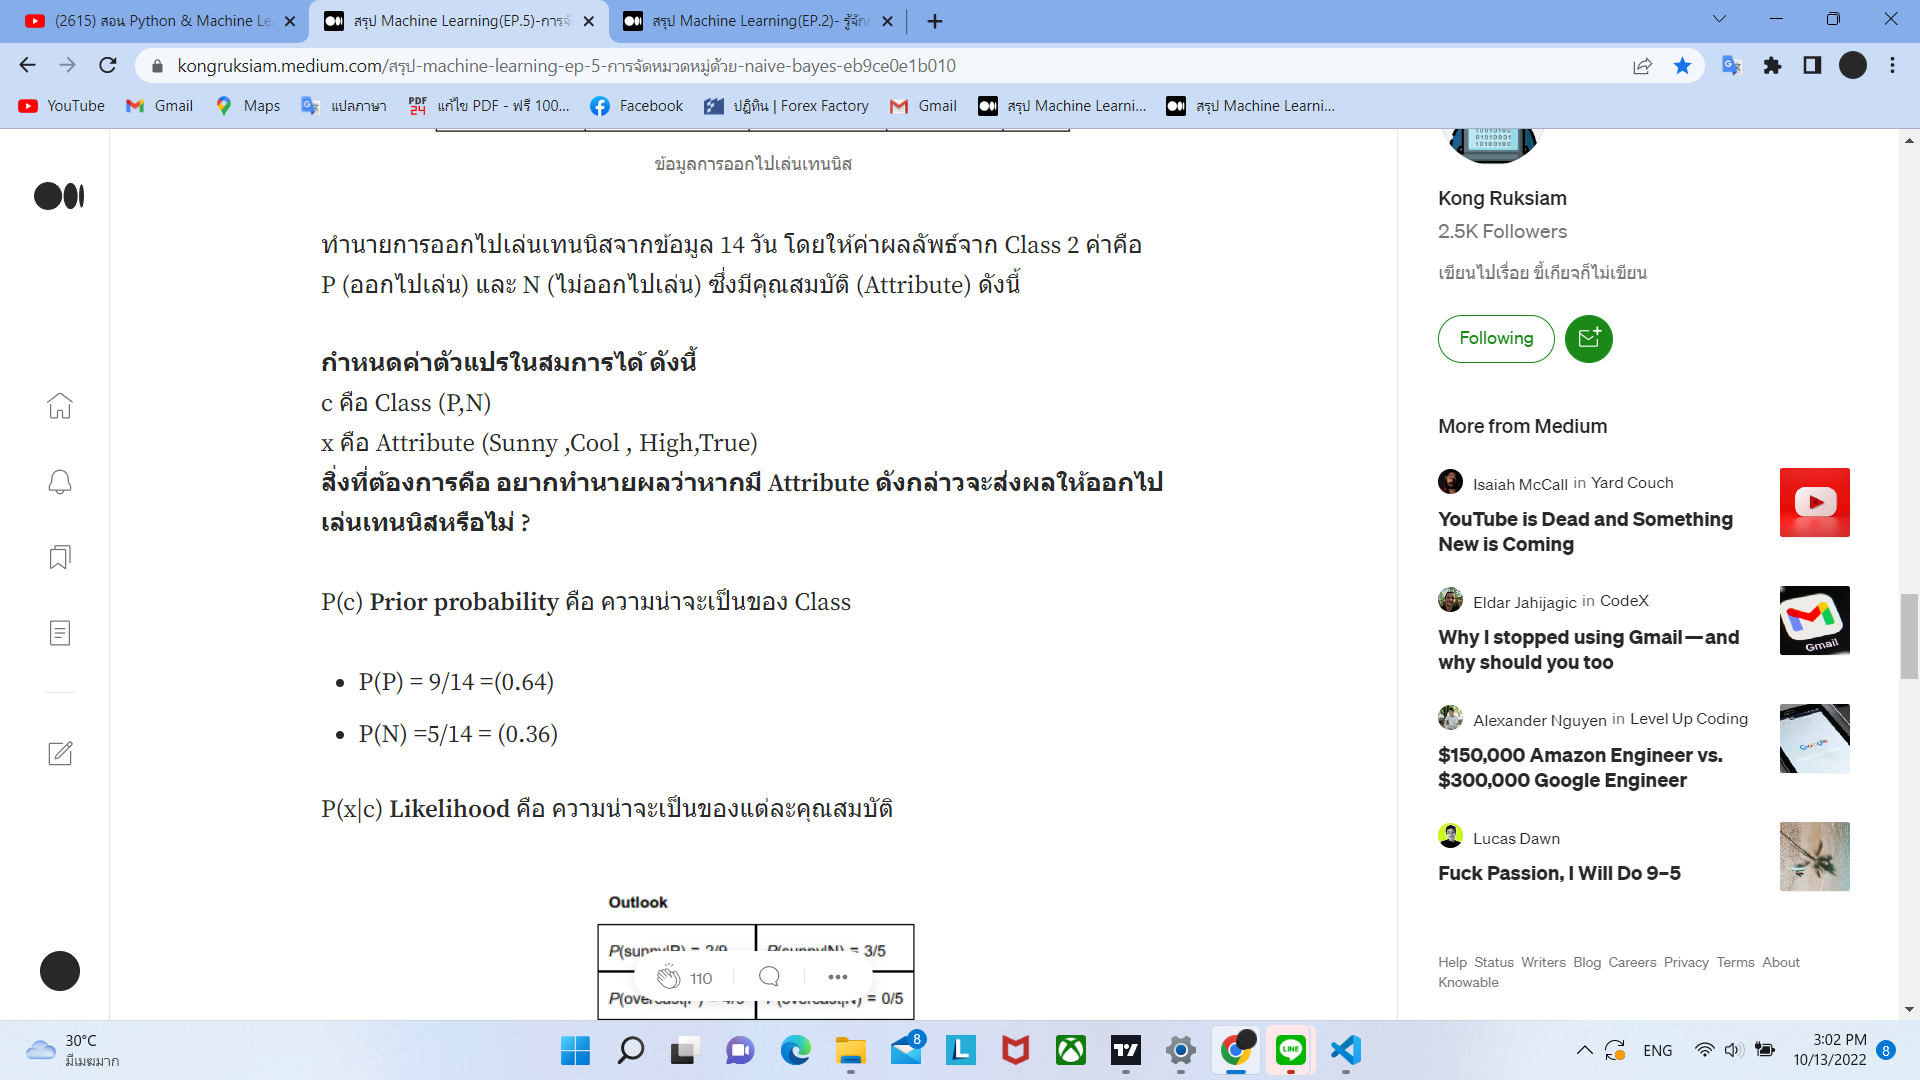 (2615) สอน Python & Machine Le
สรุป Machine Learning(EP.5)-การจั
สรุป Machine Learning(EP.2)- รู้จัก
kongruksiam.medium.com/สรุป-machine-learning-ep-5-การจัดหมวดหมู่ด้วย-naive-bayes-eb9ce0e1b010
YouTube
Gmail
Maps
แปลภาษา
PDF 24
แก้ไข PDF - ฟรี 100...
Facebook
ปฏิทิน | Forex Factory
Gmail
สรุป Machine Learni...
สรุป Machine Learni...
ข้อมูลการออกไปเล่นเทนนิส
ทำนายการออกไปเล่นเทนนิสจากข้อมูล 14 วัน โดยให้ค่าผลลัพธ์จาก Class 2 ค่าคือ
P (ออกไปเล่น) และ N (ไม่ออกไปเล่น) ซึ่งมีคุณสมบัติ (Attribute) ดังนี้
กำหนดค่าตัวแปรในสมการได้ ดังนี้
c คือ Class (P,N)
x คือ Attribute (Sunny ,Cool , High,True)
สิ่งที่ต้องการคือ อยากทำนายผลว่าหากมี Attribute ดังกล่าวจะส่งผลให้ออกไป
เล่นเทนนิสหรือไม่ ?
P(c) Prior probability คือ ความน่าจะเป็นของ Class
• P(P) = 9/14 =(0.64)
• P(N) =5/14 = (0.36)
P(x|c) Likelihood คือ ความน่าจะเป็นของแต่ละคุณสมบัติ
Outlook
P(sunny|P) = 2/9
P(sunny|N) = 3/5
P(overcast|P) = 4/9
P(overcast|N) = 0/5
110
Kong Ruksiam
2.5K Followers
เขียนไปเรื่อย ขี้เกียจก็ไม่เขียน
Following
More from Medium
Isaiah McCall in Yard Couch
YouTube is Dead and Something
New is Coming
Eldar Jahijagic in CodeX
Why I stopped using Gmail — and
why should you too
Gmail
Alexander Nguyen in Level Up Coding
$150,000 Amazon Engineer vs.
$300,000 Google Engineer
Google
Lucas Dawn
Fuck Passion, I Will Do 9–5
Help Status Writers Blog Careers Privacy Terms About
Knowable
30°C
มีเมฆมาก
8
LINE
ENG
3:02 PM
10/13/2022
8